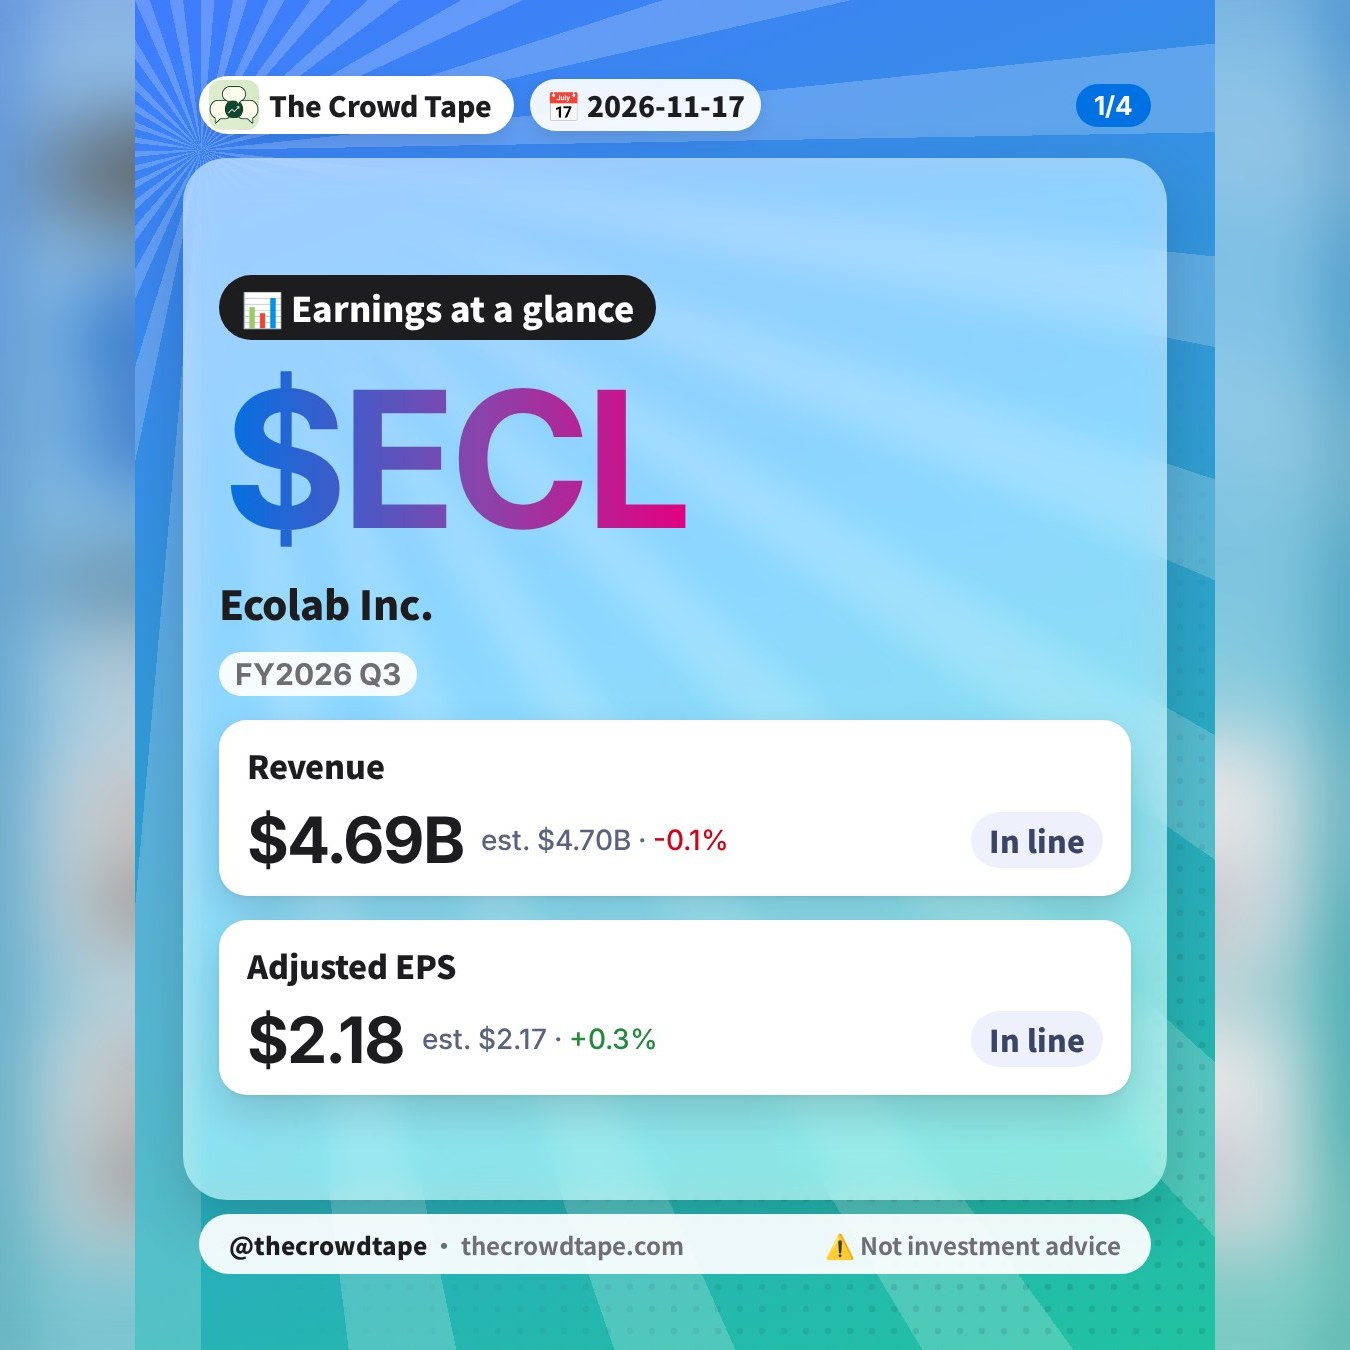 The Crowd Tape
📅 2026-11-17
1/4
📊 Earnings at a glance
$ECL
Ecolab Inc.
FY2026 Q3
Revenue
$4.69B est. $4.70B · -0.1% In line
Adjusted EPS
$2.18 est. $2.17 · +0.3% In line
@thecrowdtape • thecrowdtape.com ⚠️ Not investment advice